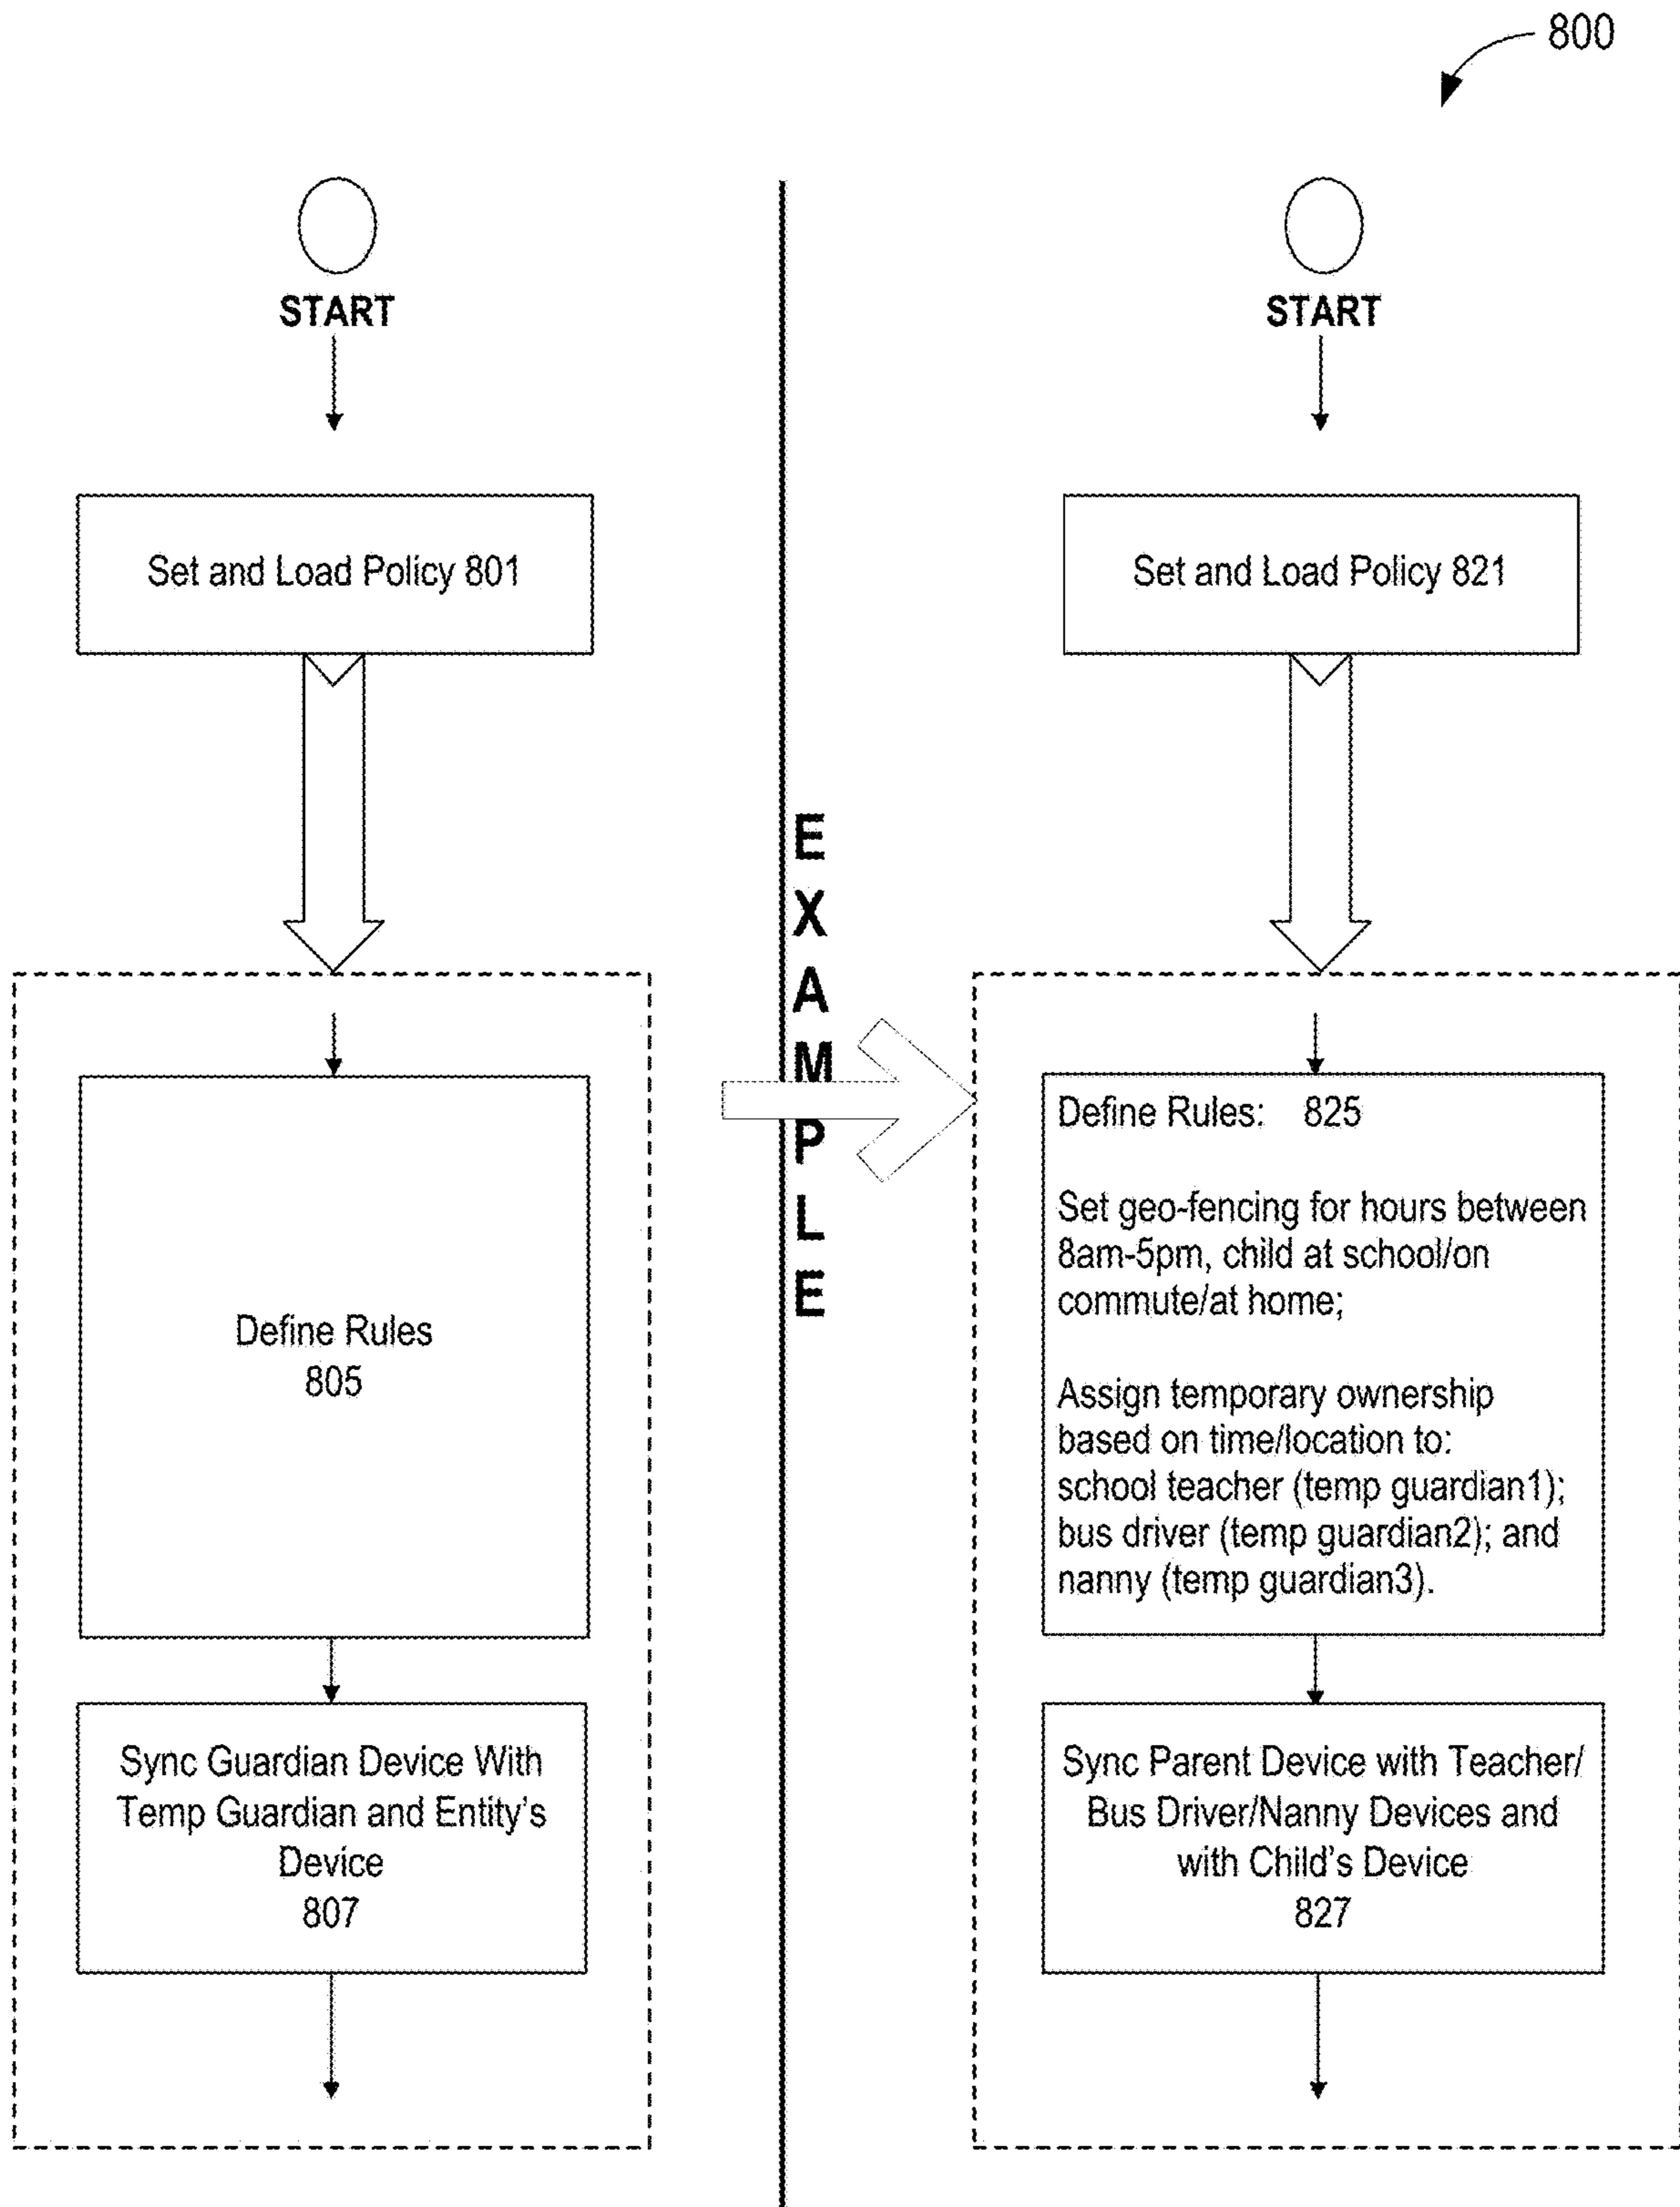 800
START
Set and Load Policy 801
Define Rules
805
Sync Guardian Device With
Temp Guardian and Entity's
Device
807
EXAMPLE
START
Set and Load Policy 821
Define Rules: 825
Set geo-fencing for hours between
8am-5pm, child at school/on
commute/at home;
Assign temporary ownership
based on time/location to:
school teacher (temp guardian1);
bus driver (temp guardian2); and
nanny (temp guardian3).
Sync Parent Device with Teacher/
Bus Driver/Nanny Devices and
with Child's Device
827